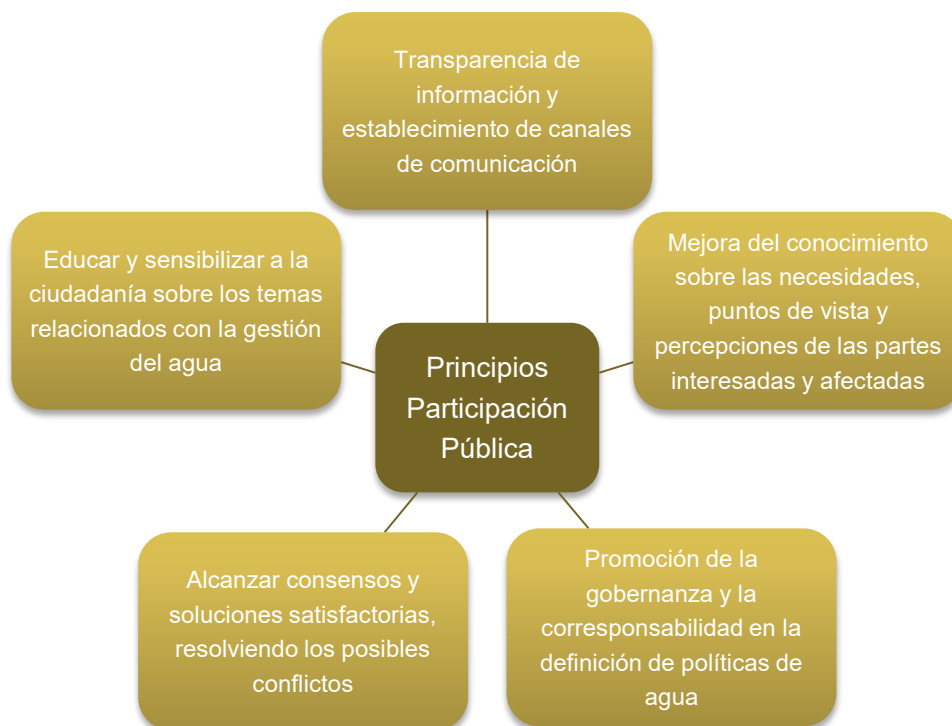 Transparencia de
información y
establecimiento de canales
de comunicación
Educar y sensibilizar a la
ciudadanía sobre los temas
relacionados con la gestión
del agua
Mejora del conocimiento
sobre las necesidades,
puntos de vista y
percepciones de las partes
interesadas y afectadas
Principios
Participación
Pública
Alcanzar consensos y
soluciones satisfactorias,
resolviendo los posibles
conflictos
Promoción de la
gobernanza y la
corresponsabilidad en la
definición de políticas de
agua